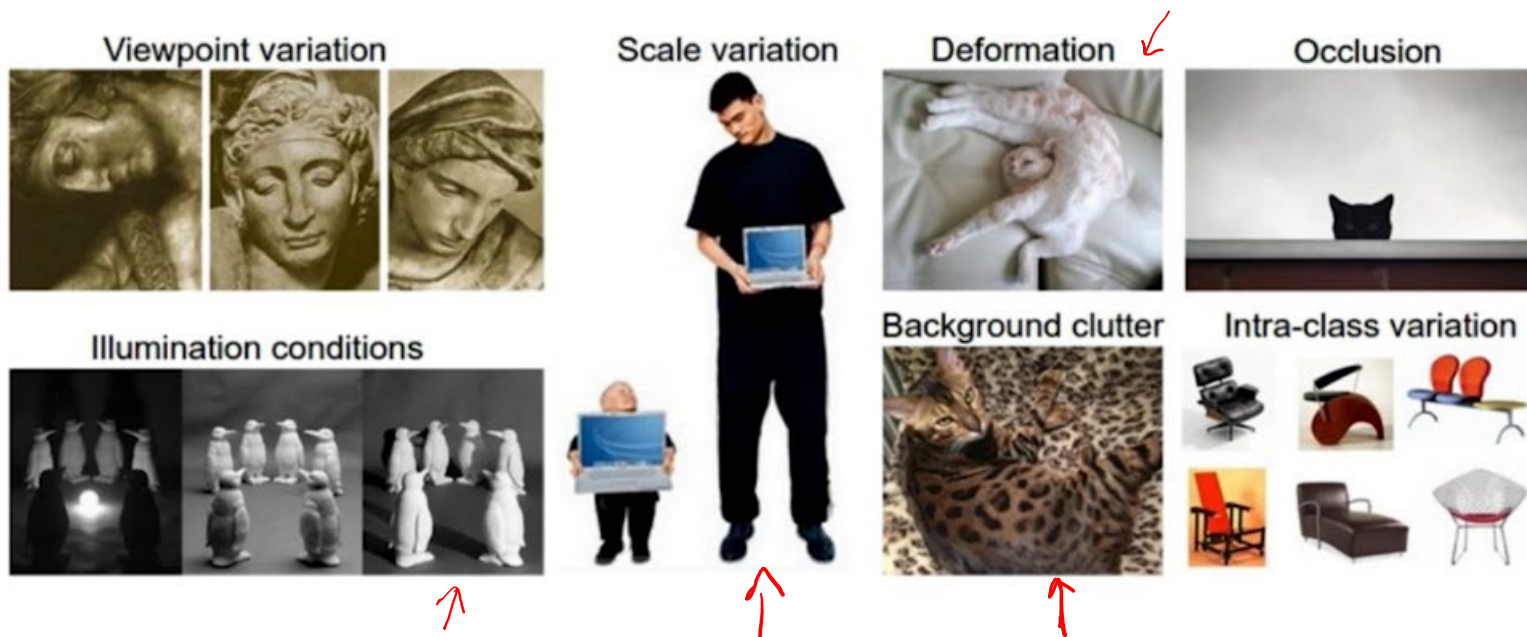 Viewpoint variation
Scale variation
Deformation
Occlusion
Illumination conditions
Background clutter
Intra-class variation